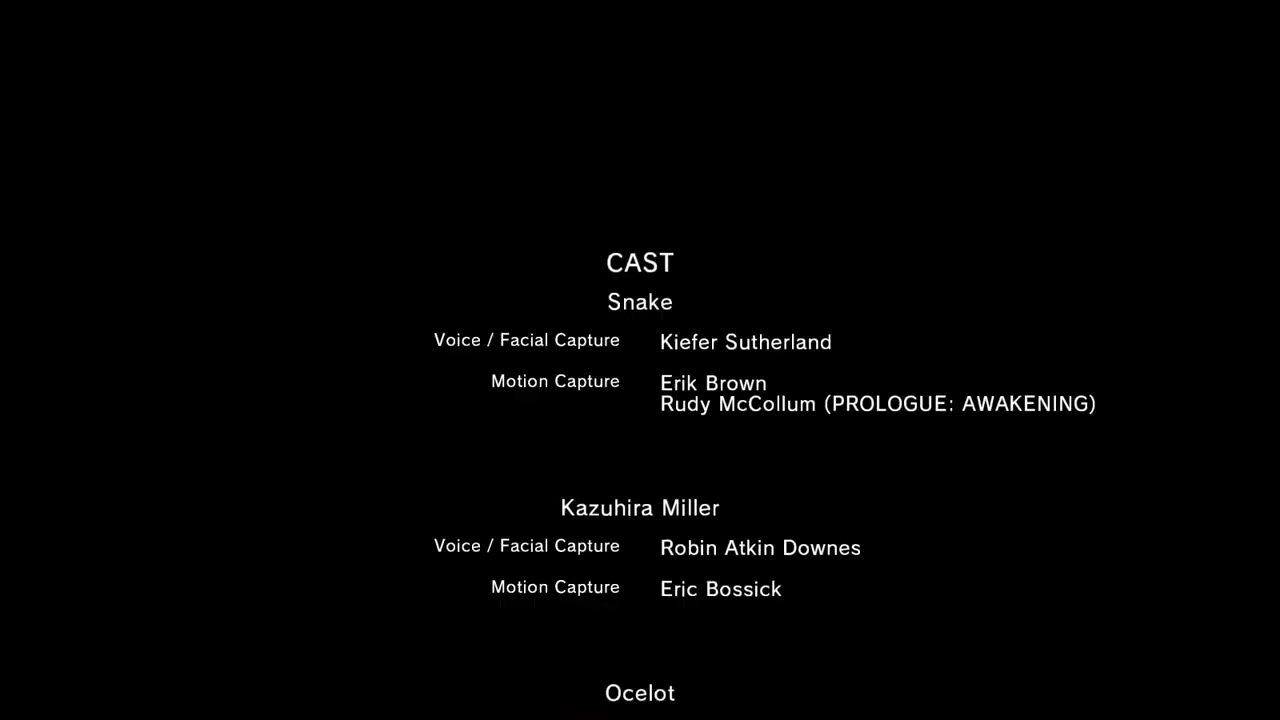 CAST
Snake
Voice / Facial Capture Kiefer Sutherland
Motion Capture Erik Brown
Rudy McCollum (PROLOGUE: AWAKENING)
Kazuhira Miller
Voice / Facial Capture Robin Atkin Downes
Motion Capture Eric Bossick
Ocelot